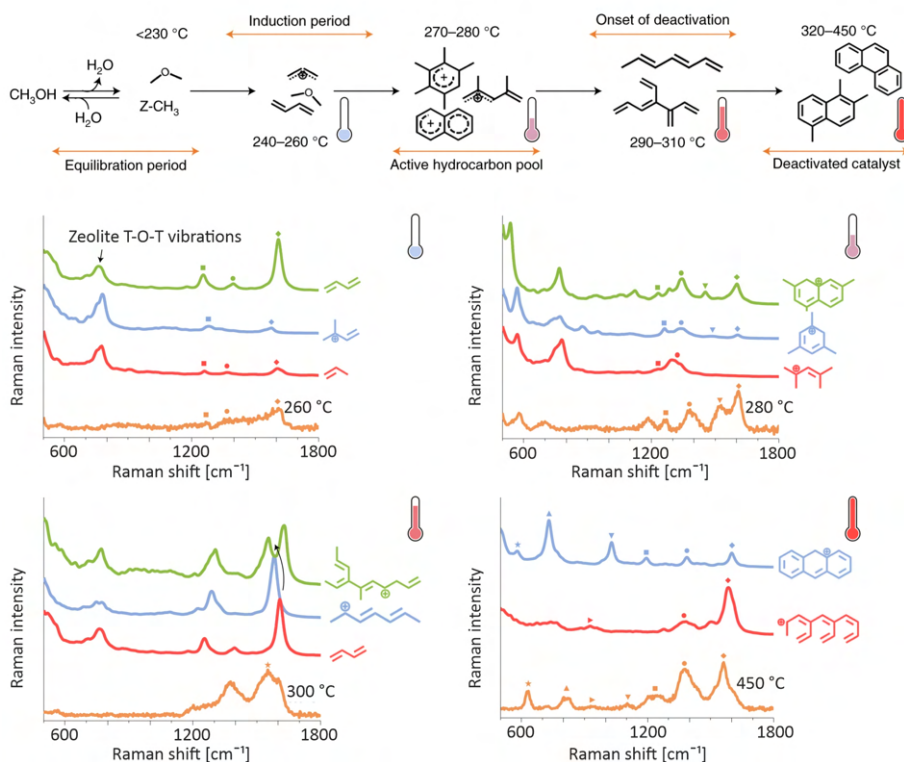 Induction period
Onset of deactivation
<230 °C
270–280 °C
320–450 °C
H₂O
CH₃OH
H₂O
Z-CH₃
240–260 °C
290–310 °C
Equilibration period
Active hydrocarbon pool
Deactivated catalyst
Zeolite T-O-T vibrations
Raman intensity
260 °C
600 1200 1800
Raman shift [cm⁻¹]
Raman intensity
280 °C
600 1200 1800
Raman shift [cm⁻¹]
Raman intensity
300 °C
600 1200 1800
Raman shift [cm⁻¹]
Raman intensity
450 °C
600 1200 1800
Raman shift [cm⁻¹]